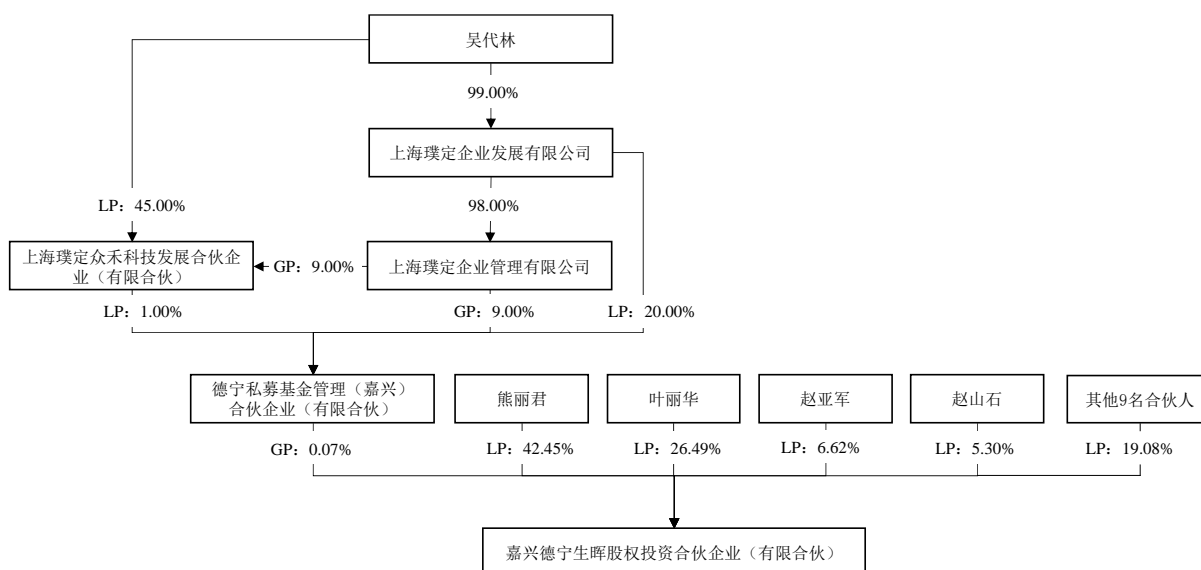 吴代林
99.00%
上海璞定企业发展有限公司
LP：45.00%
98.00%
上海璞定众禾科技发展合伙企
业（有限合伙）
GP：9.00%
上海璞定企业管理有限公司
LP：1.00%
GP：9.00%
LP：20.00%
德宁私募基金管理（嘉兴）
合伙企业（有限合伙）
熊丽君
叶丽华
赵亚军
赵山石
其他9名合伙人
GP：0.07%
LP：42.45%
LP：26.49%
LP：6.62%
LP：5.30%
LP：19.08%
嘉兴德宁生晖股权投资合伙企业（有限合伙）